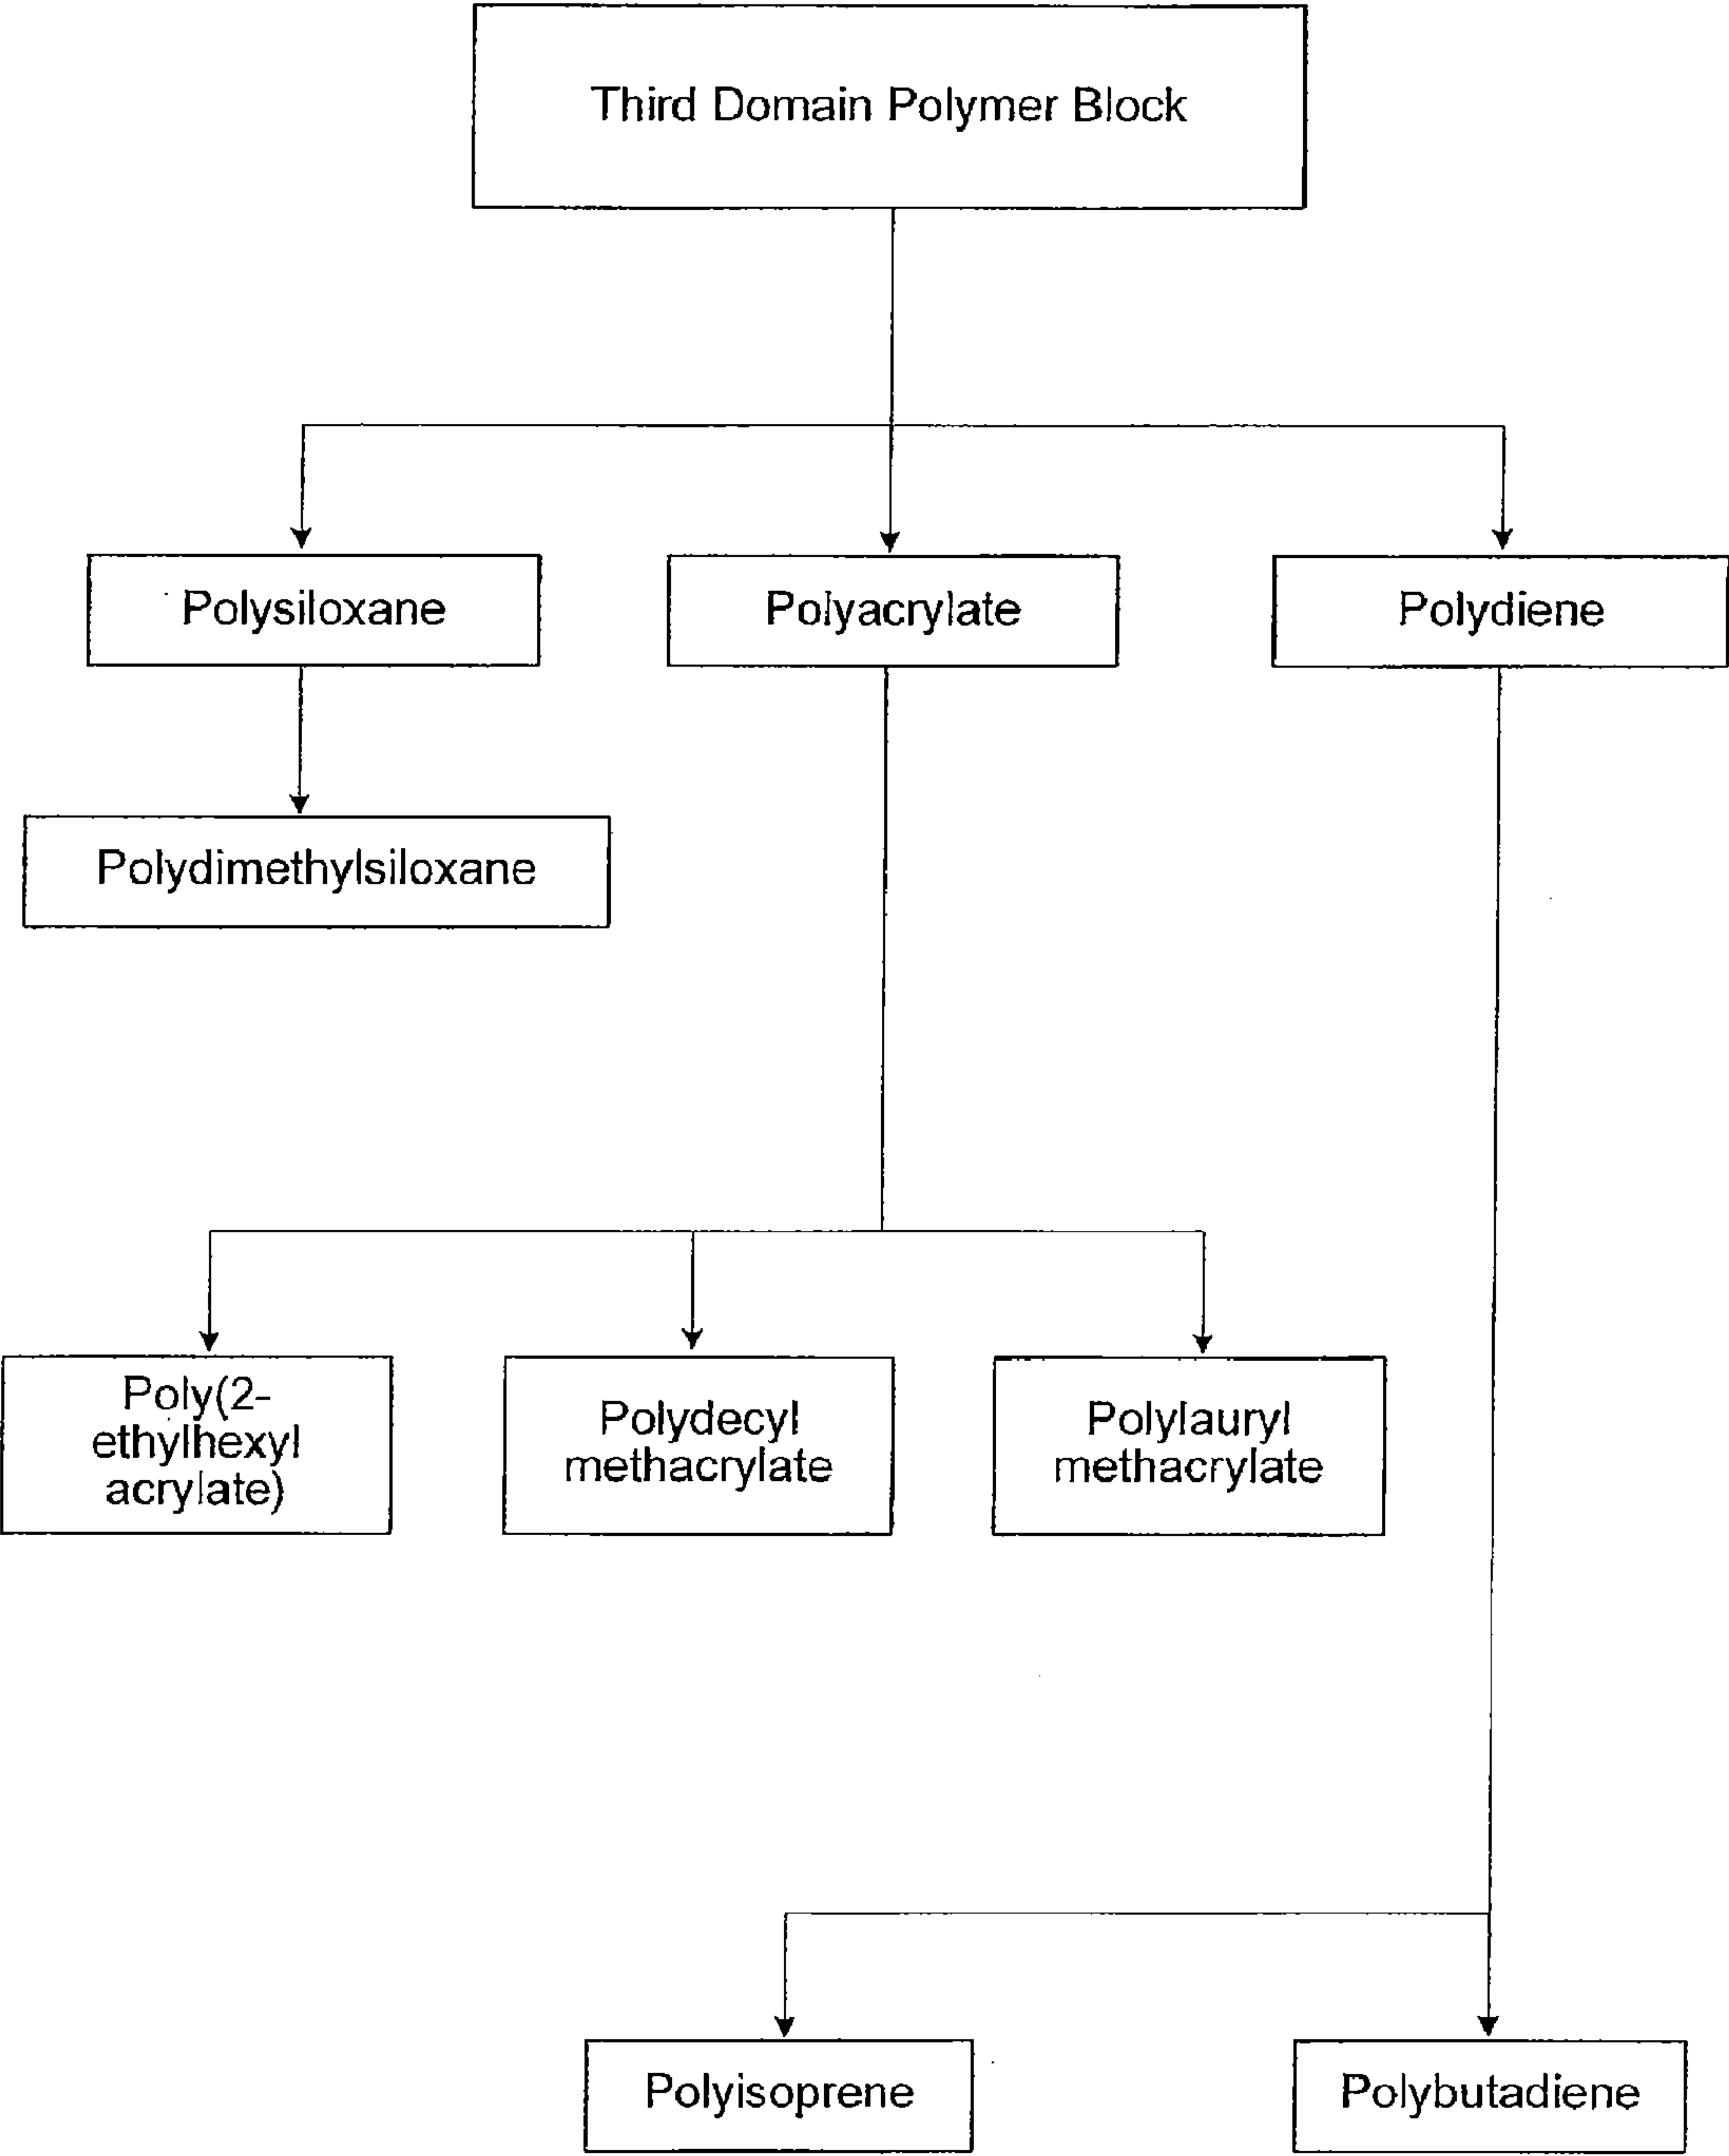 Third Domain Polymer Block
Polysiloxane
Polyacrylate
Polydiene
Polydimethylsiloxane
Poly(2-
ethylhexyl
acrylate)
Polydecyl
methacrylate
Polylauryl
methacrylate
Polyisoprene
Polybutadiene